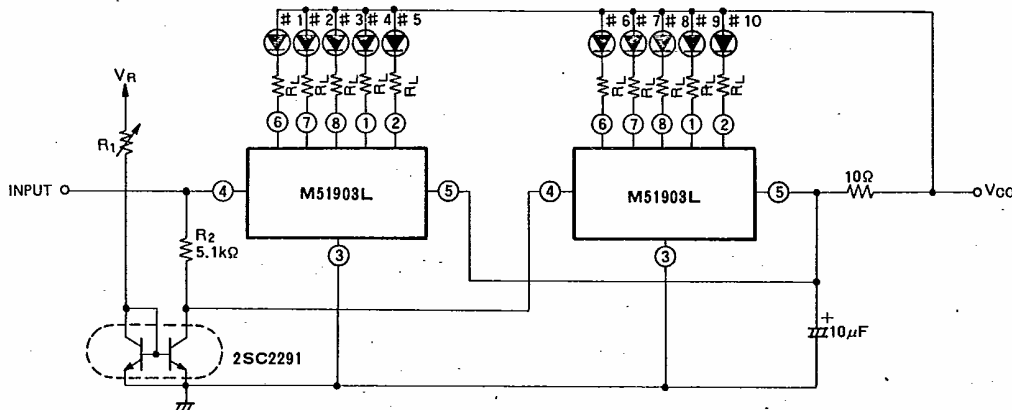 #1 #2 #3 #4 #5
#6 #7 #8 #9 #10
RL RL RL RL RL
RL RL RL RL RL
VR
R1
6 7 8 1 2
6 7 8 1 2
INPUT
4
M51903L
5
4
M51903L
5
10Ω
VCC
R2
5.1kΩ
3
3
2SC2291
+
10μF